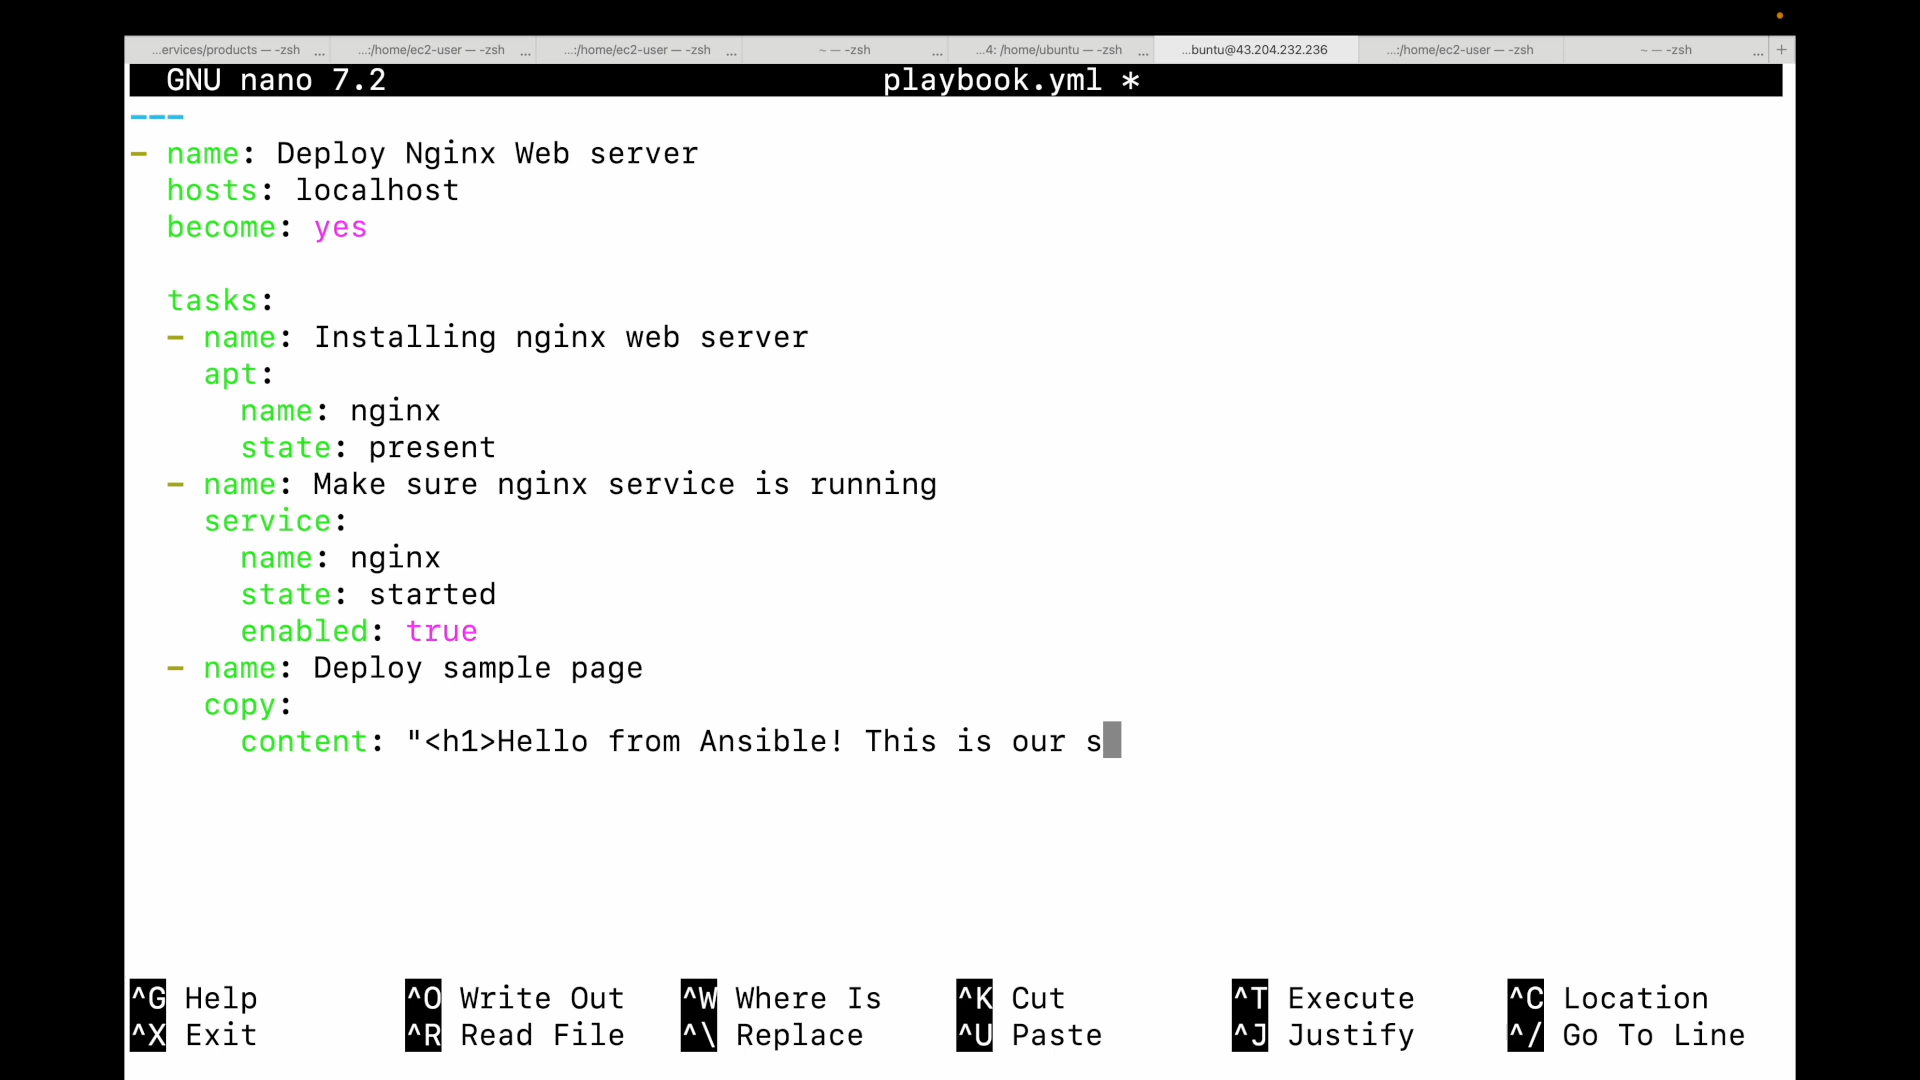 ...ervices/products — -zsh ... ...:/home/ec2-user — -zsh ... ...:/home/ec2-user — -zsh ... ~ — -zsh ... ...4: /home/ubuntu — -zsh ... ...buntu@43.204.232.236 ...:/home/ec2-user — -zsh ~ — -zsh ... +
GNU nano 7.2 playbook.yml *
---
- name: Deploy Nginx Web server
  hosts: localhost
  become: yes
  tasks:
  - name: Installing nginx web server
    apt:
      name: nginx
      state: present
  - name: Make sure nginx service is running
    service:
      name: nginx
      state: started
      enabled: true
  - name: Deploy sample page
    copy:
      content: "<h1>Hello from Ansible! This is our s
^G Help ^O Write Out ^W Where Is ^K Cut ^T Execute ^C Location
^X Exit ^R Read File ^\ Replace ^U Paste ^J Justify ^/ Go To Line